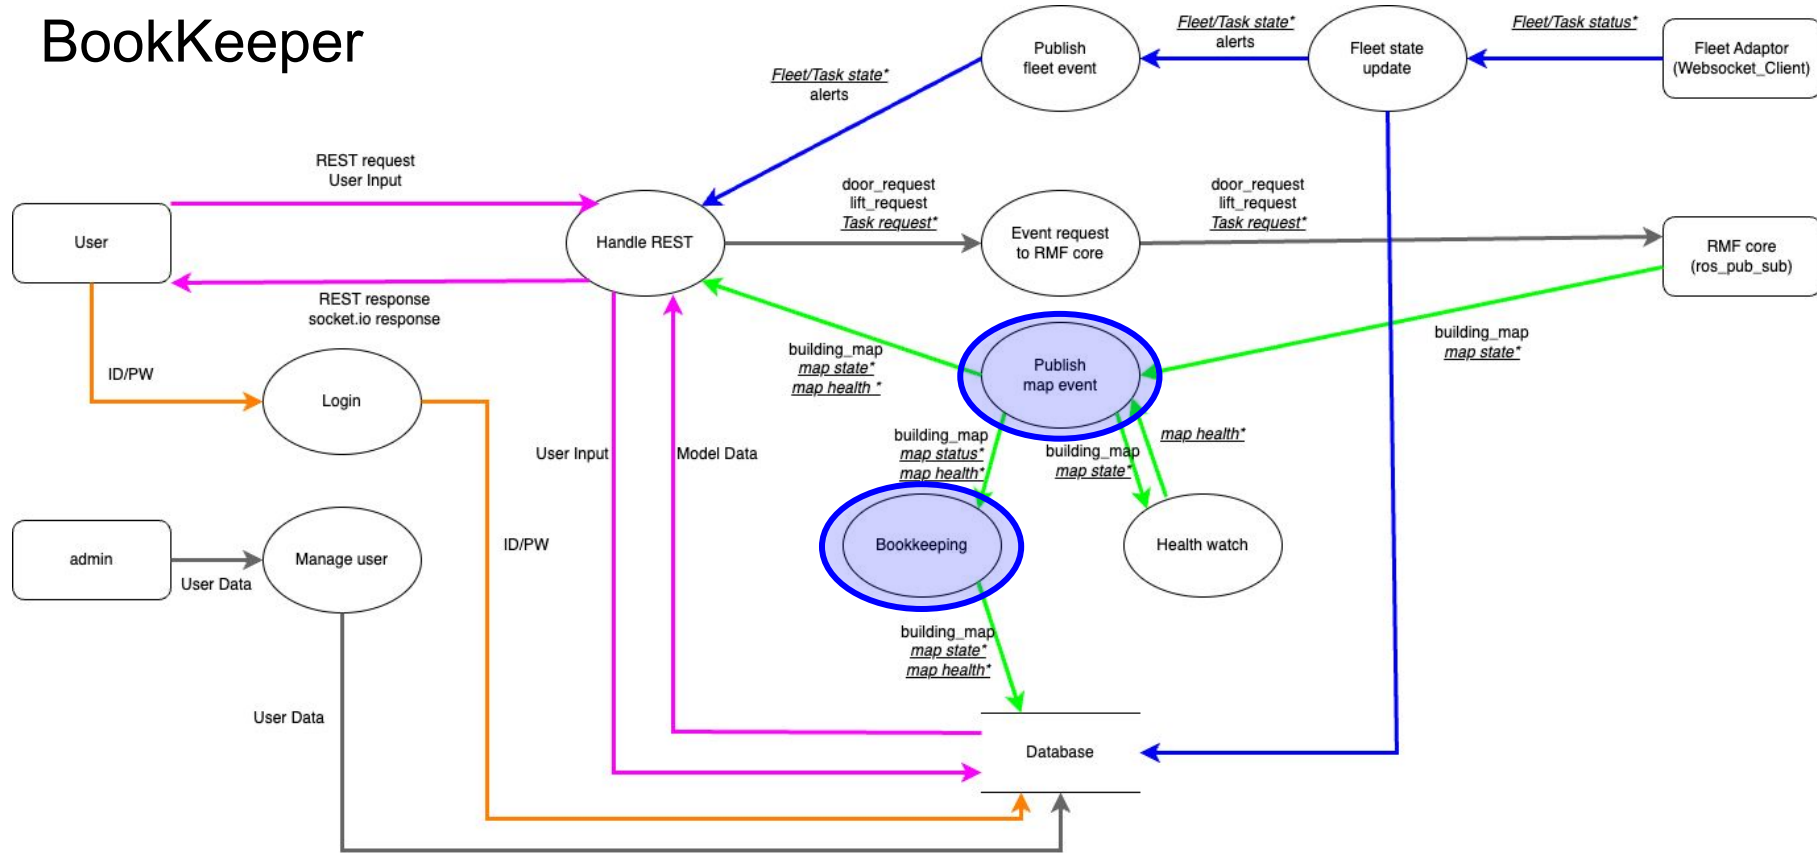 BookKeeper
Fleet/Task state*
alerts
Fleet/Task status*
Publish
fleet event
Fleet state
update
Fleet Adaptor
(Websocket_Client)
Fleet/Task state*
alerts
REST request
User Input
door_request
lift_request
Task request*
door_request
lift_request
Task request*
User
Handle REST
Event request
to RMF core
RMF core
(ros_pub_sub)
REST response
socket.io response
building_map
map state*
building_map
map state*
map health *
Publish
map event
ID/PW
Login
building_map
map status*
map health*
building_map
map state*
map health*
User Input
Model Data
admin
User Data
Manage user
ID/PW
Bookkeeping
Health watch
building_map
map state*
map health*
User Data
Database